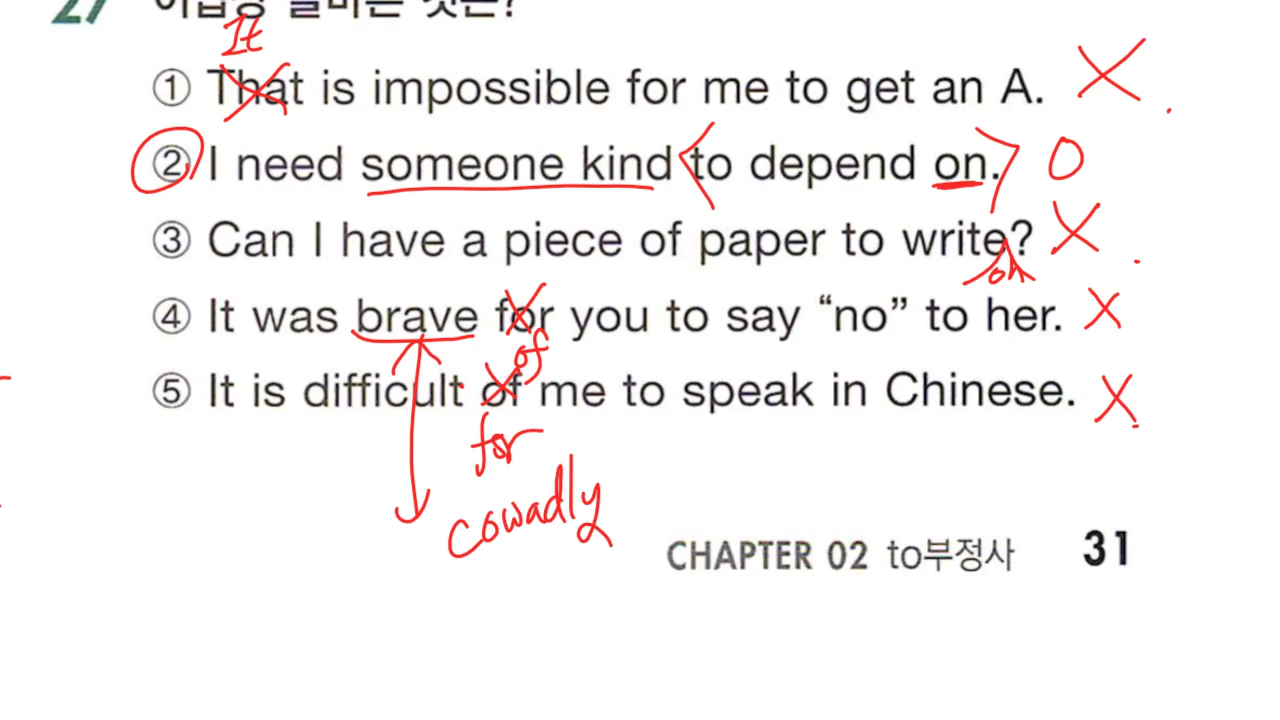 27 것은?
It
① That is impossible for me to get an A. X
② I need someone kind to depend on. O
③ Can I have a piece of paper to write? X
on
④ It was brave for you to say “no” to her. X
of
⑤ It is difficult of me to speak in Chinese. X
for
cowadly
CHAPTER 02 to부정사 31